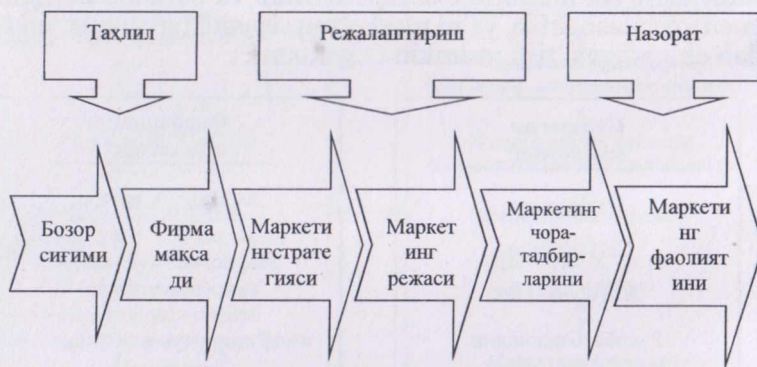 Таҳлил
Режалаштириш
Назорат
Бозор
сиғими
Фирма
мақса
ди
Маркети
нгстрате
гияси
Маркет
инг
режаси
Маркетинг
чора-
тадбир-
ларини
Маркети
нг
фаолият
ини